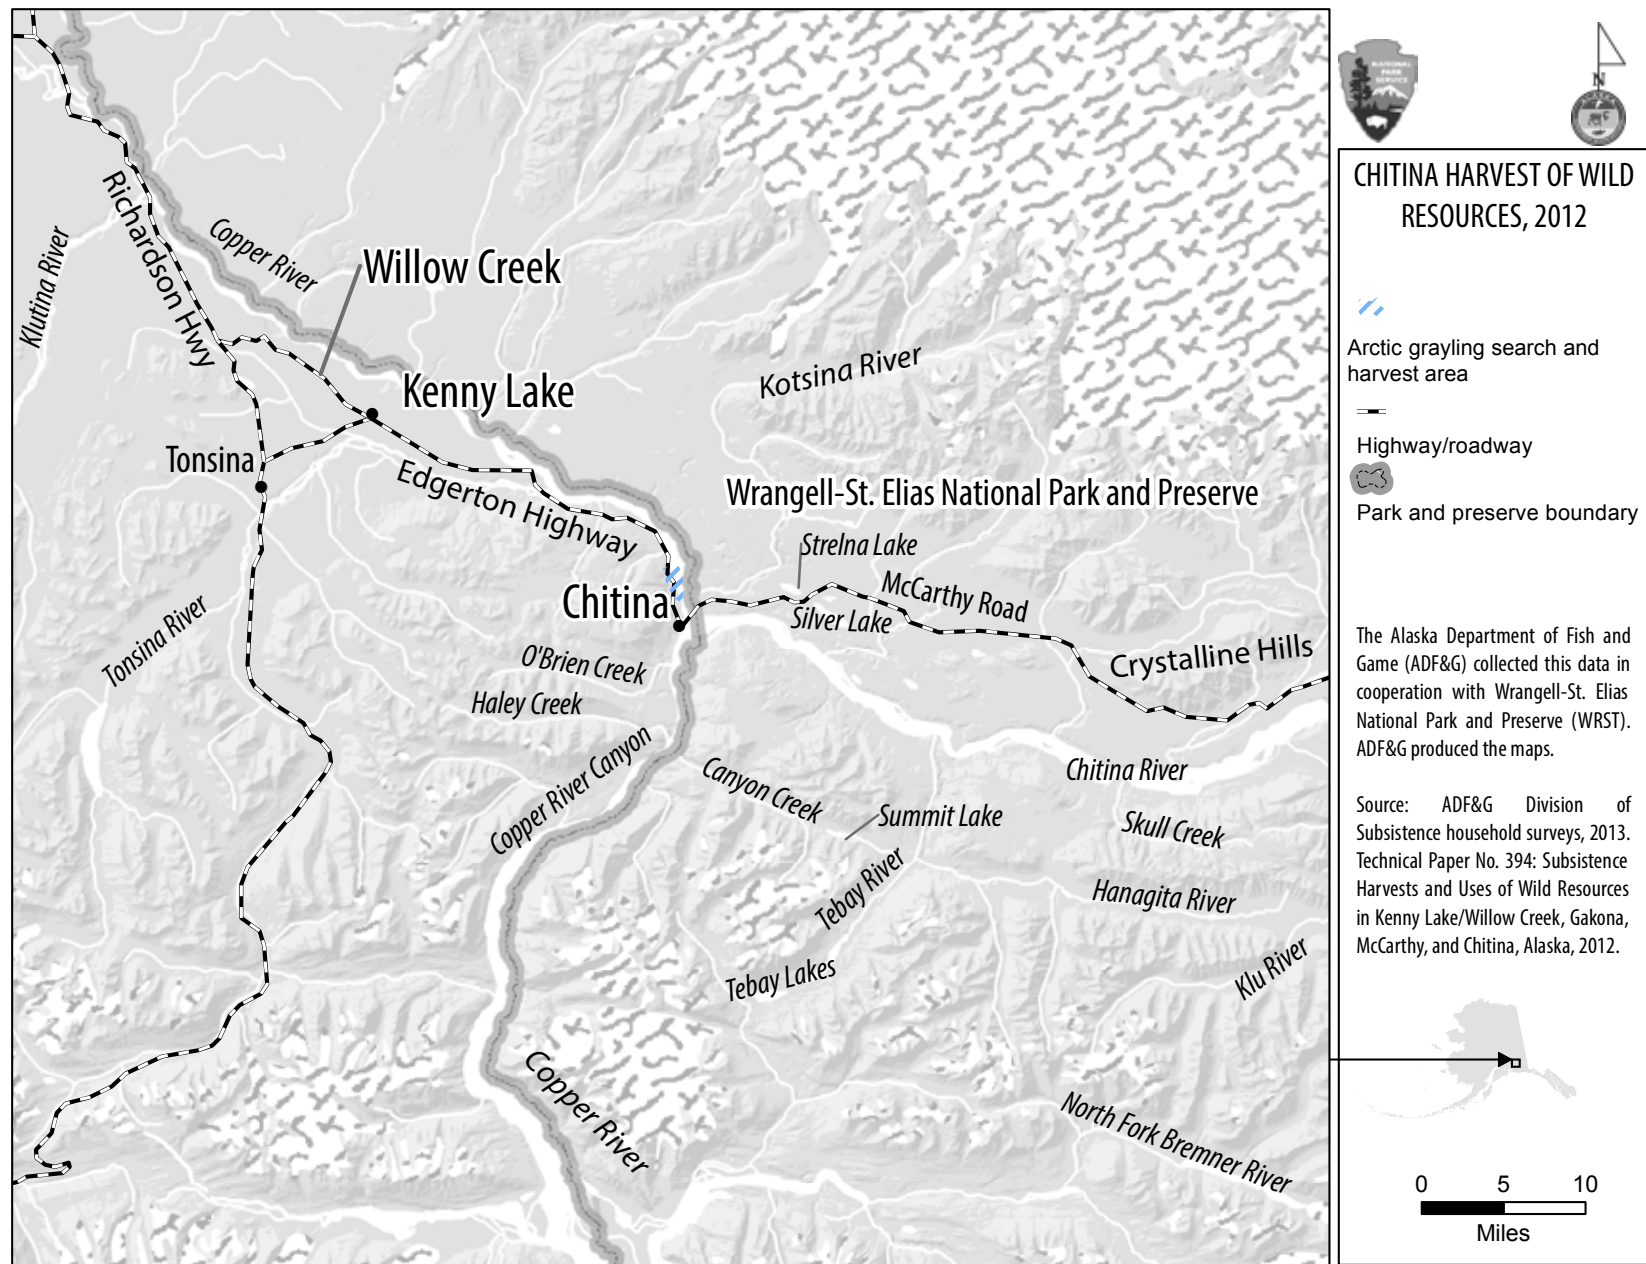 Richardson Hwy
Copper River
Klutina River
Willow Creek
Kenny Lake
Kotsina River
Tonsina
Edgerton Highway
Wrangell-St. Elias National Park and Preserve
Strelna Lake
McCarthy Road
Chitina
Silver Lake
Tonsina River
O'Brien Creek
Crystalline Hills
Haley Creek
Copper River Canyon
Chitina River
Canyon Creek
Summit Lake
Skull Creek
Tebay River
Hanagita River
Tebay Lakes
Klu River
Copper River
North Fork Bremner River
NATIONAL
PARK
SERVICE
N
CHITINA HARVEST OF WILD
RESOURCES, 2012
Arctic grayling search and
harvest area
Highway/roadway
Park and preserve boundary
The Alaska Department of Fish and
Game (ADF&G) collected this data in
cooperation with Wrangell-St. Elias
National Park and Preserve (WRST).
ADF&G produced the maps.
Source: ADF&G Division of
Subsistence household surveys, 2013.
Technical Paper No. 394: Subsistence
Harvests and Uses of Wild Resources
in Kenny Lake/Willow Creek, Gakona,
McCarthy, and Chitina, Alaska, 2012.
0 5 10
Miles